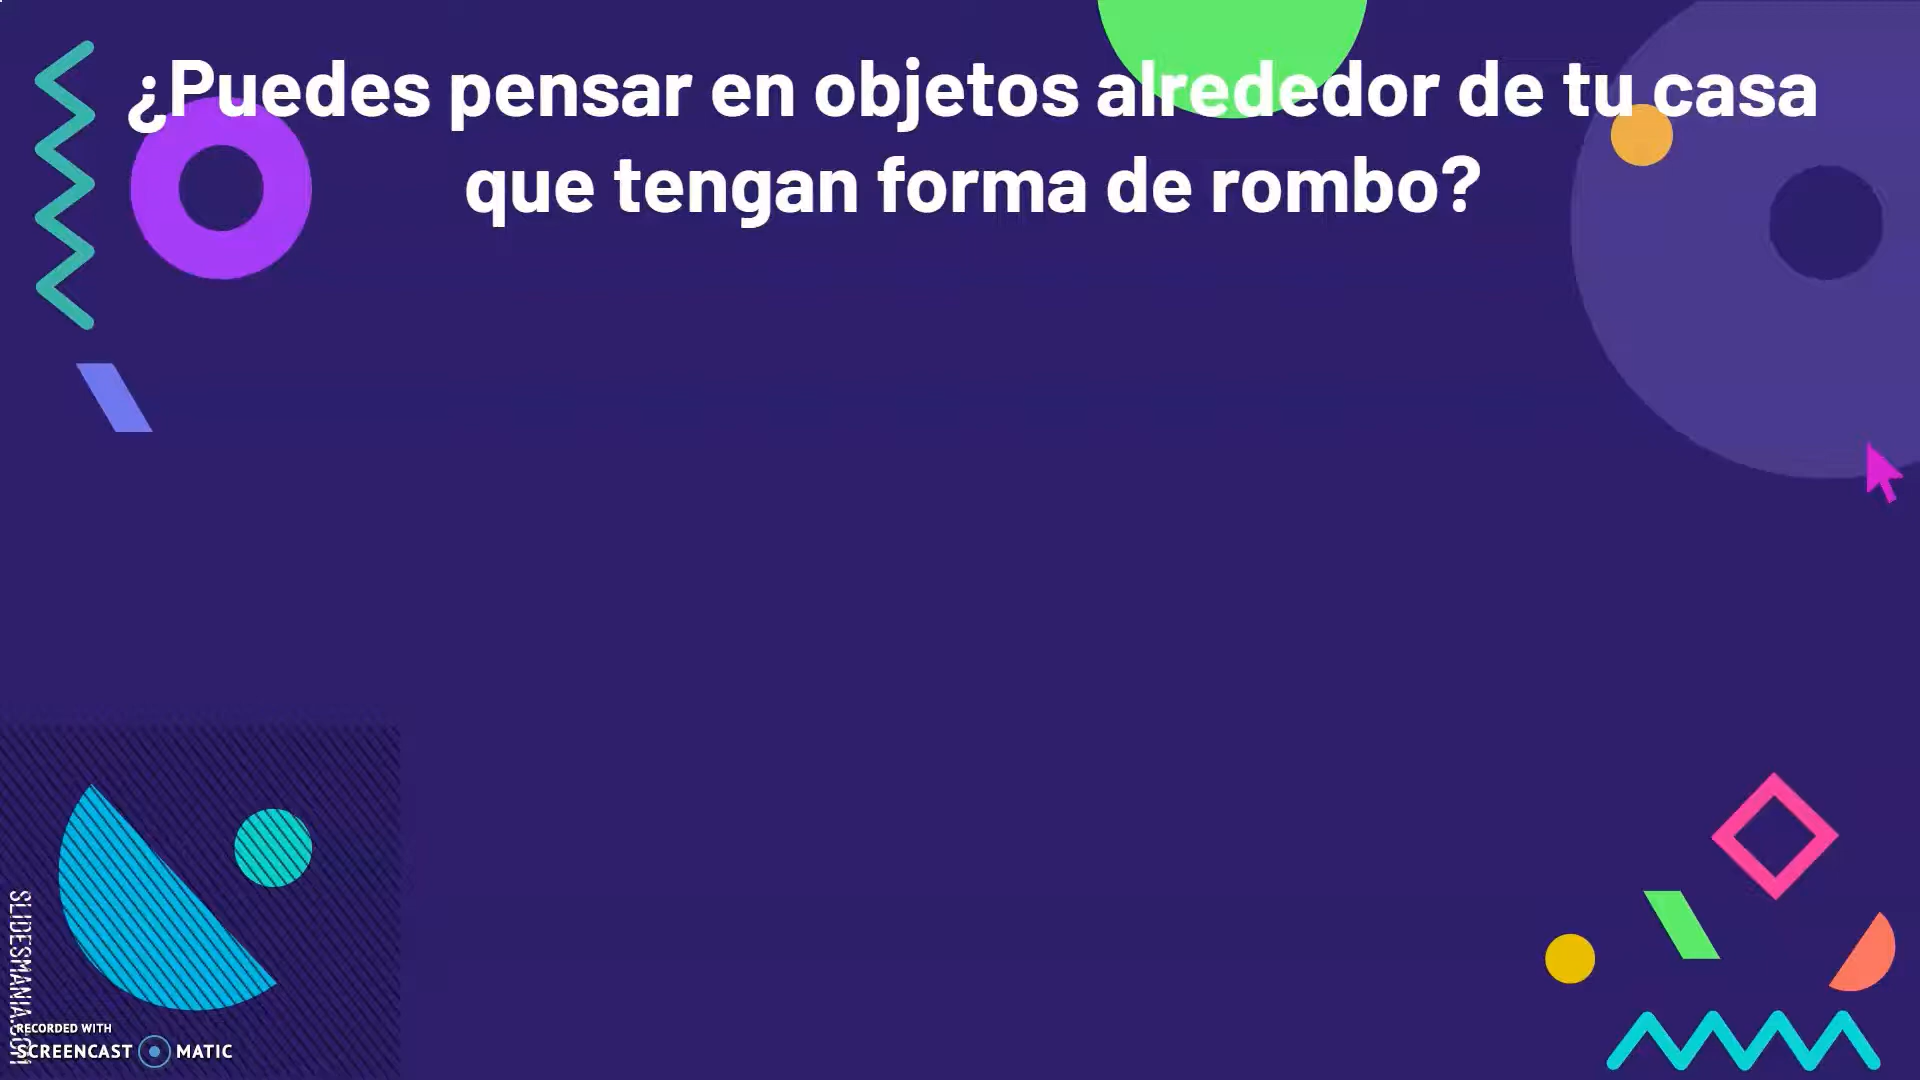 ¿Puedes pensar en objetos alrededor de tu casa
que tengan forma de rombo?
SLIDESMANIA.COM
RECORDED WITH
SCREENCAST MATIC